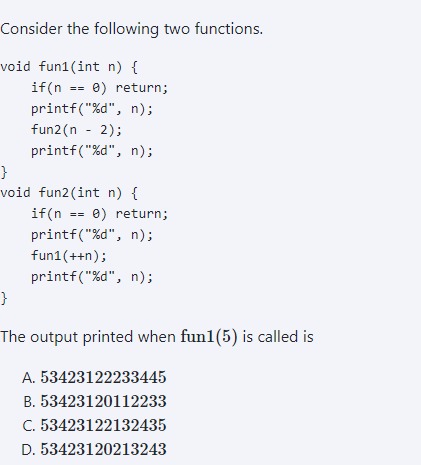 Consider the following two functions.
void fun1(int n) {
    if(n == 0) return;
    printf("%d", n);
    fun2(n - 2);
    printf("%d", n);
}
void fun2(int n) {
    if(n == 0) return;
    printf("%d", n);
    fun1(++n);
    printf("%d", n);
}
The output printed when fun1(5) is called is
A. 53423122233445
B. 53423120112233
C. 53423122132435
D. 53423120213243